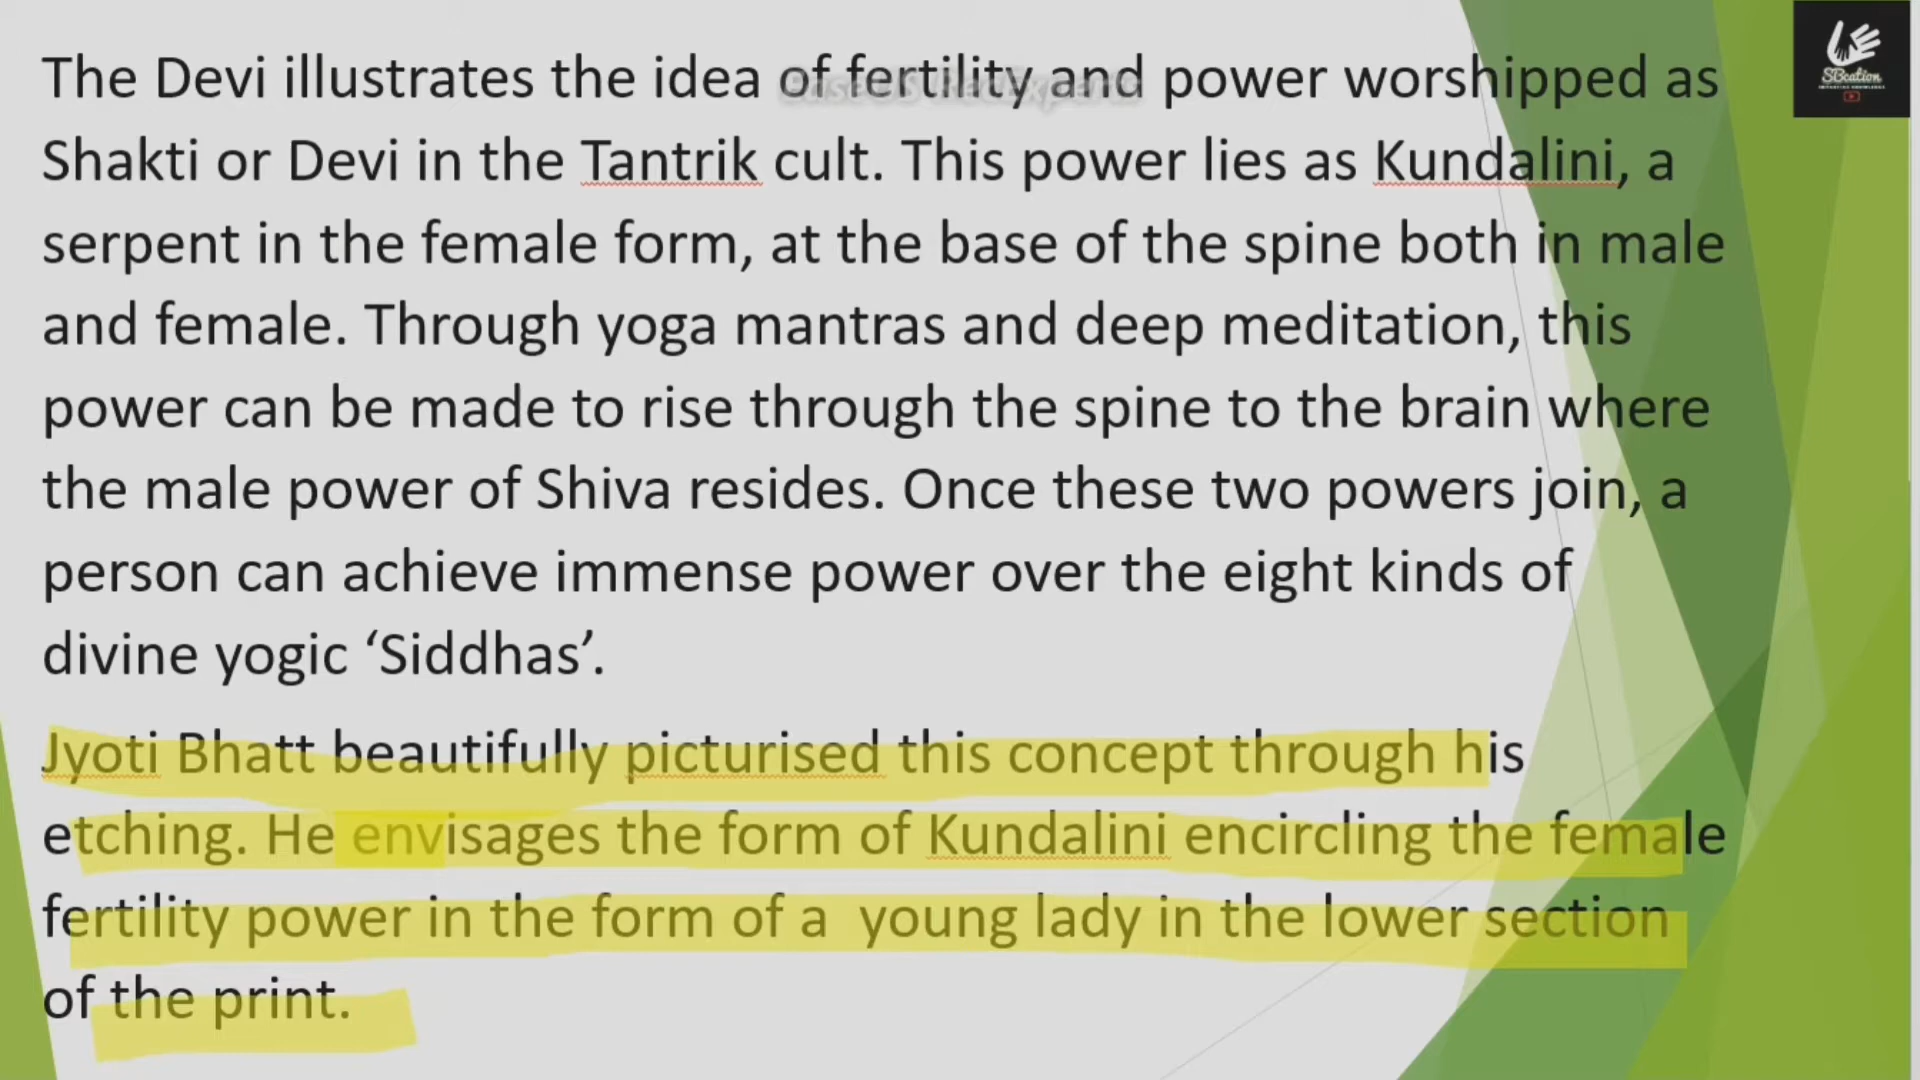 The Devi illustrates the idea of fertility and power worshipped as
Shakti or Devi in the Tantrik cult. This power lies as Kundalini, a
serpent in the female form, at the base of the spine both in male
and female. Through yoga mantras and deep meditation, this
power can be made to rise through the spine to the brain where
the male power of Shiva resides. Once these two powers join, a
person can achieve immense power over the eight kinds of
divine yogic ‘Siddhas’.
Jyoti Bhatt beautifully picturised this concept through his
etching. He envisages the form of Kundalini encircling the female
fertility power in the form of a  young lady in the lower section
of the print.
SBcation